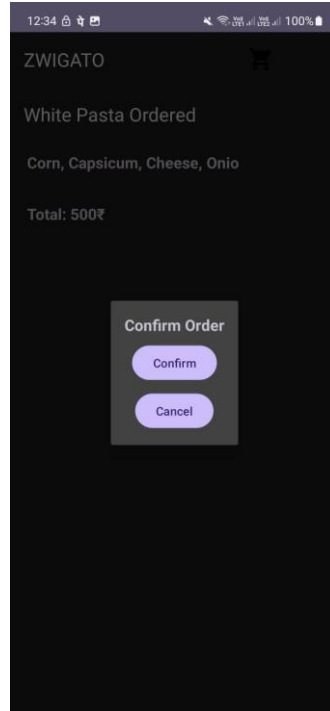 12:34 100%
ZWIGATO
White Pasta Ordered
Corn, Capsicum, Cheese, Onio
Total: 500₹
Confirm Order
Confirm
Cancel